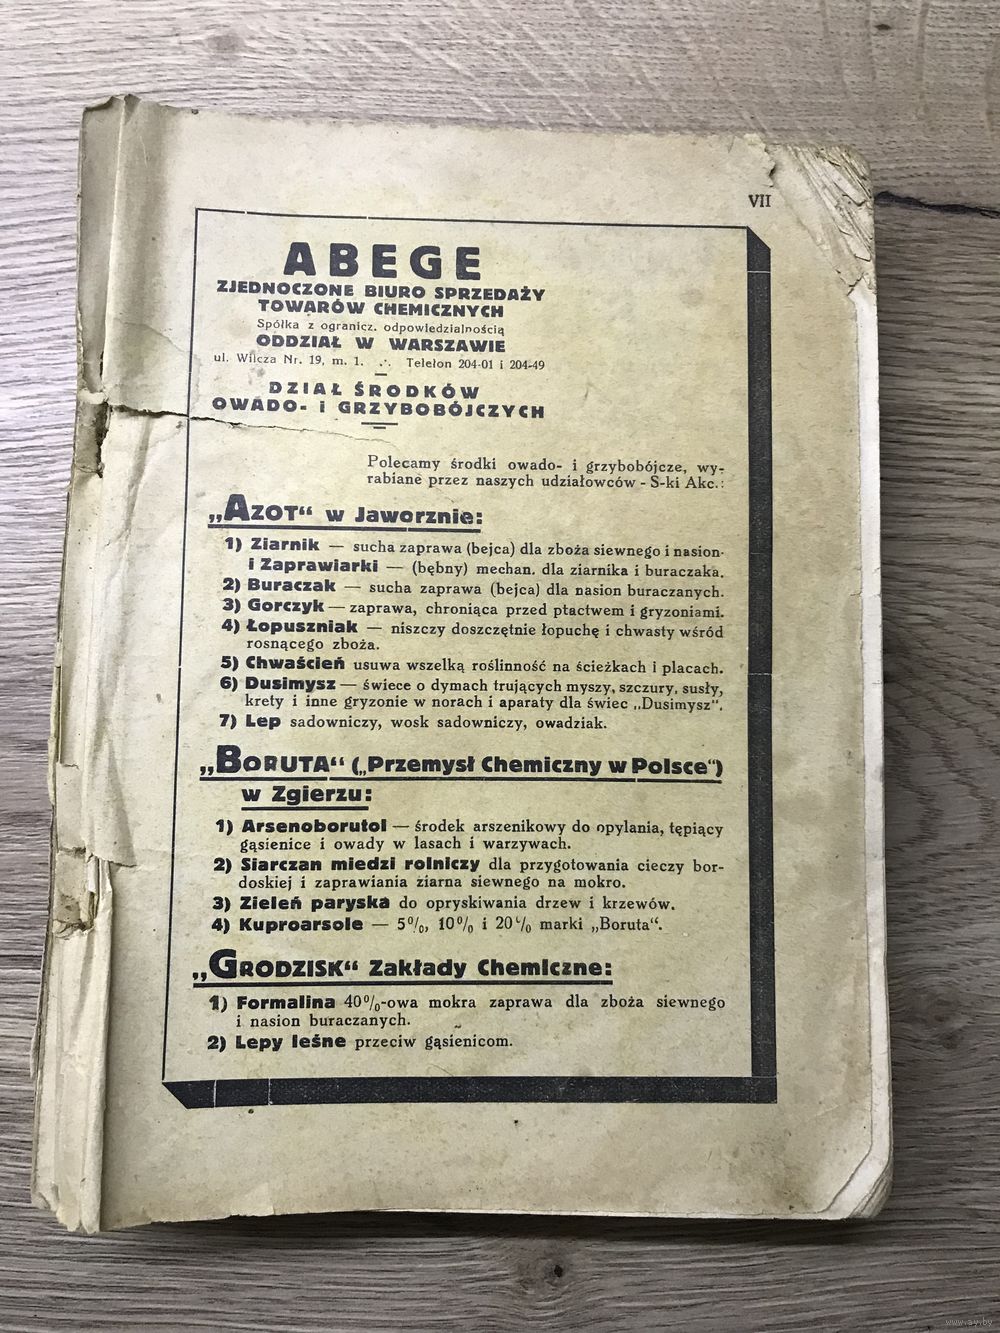 VII
ABEGE
ZJEDNOCZONE BIURO SPRZEDAŻY
TOWARÓW CHEMICZNYCH
Spółka z ogranicz. odpowiedzialnością
ODDZIAŁ W WARSZAWIE
ul. Wilcza Nr. 19, m. 1. ∴ Telefon 204-01 i 204-49
DZIAŁ ŚRODKÓW
OWADO- i GRZYBOBÓJCZYCH
Polecamy środki owado- i grzybobójcze, wy-
rabiane przez naszych udziałowców - S-ki Akc.:
„AZOT“ w Jaworznie:
1) Ziarnik — sucha zaprawa (bejca) dla zboża siewnego i nasion·
i Zaprawiarki — (bębny) mechan. dla ziarnika i buraczaka.
2) Buraczak — sucha zaprawa (bejca) dla nasion buraczanych.
3) Gorczyk — zaprawa, chroniąca przed ptactwem i gryzoniami.
4) Łopuszniak — niszczy doszczętnie łopuchę i chwasty wśród
rosnącego zboża.
5) Chwaścień usuwa wszelką roślinność na ścieżkach i placach.
6) Dusimysz — świece o dymach trujących myszy, szczury, susły,
krety i inne gryzonie w norach i aparaty dla świec „Dusimysz“.
7) Lep sadowniczy, wosk sadowniczy, owadziak.
„BORUTA“ („Przemysł Chemiczny w Polsce“)
w Zgierzu:
1) Arsenoborutol — środek arszenikowy do opylania, tępiący
gąsienice i owady w lasach i warzywach.
2) Siarczan miedzi rolniczy dla przygotowania cieczy bor-
doskiej i zaprawiania ziarna siewnego na mokro.
3) Zieleń paryska do opryskiwania drzew i krzewów.
4) Kuproarsole — 5%, 10% i 20% marki „Boruta“.
„GRODZISK“ Zakłady Chemiczne:
1) Formalina 40%-owa mokra zaprawa dla zboża siewnego
i nasion buraczanych.
2) Lepy leśne przeciw gąsienicom.
www.ay.by